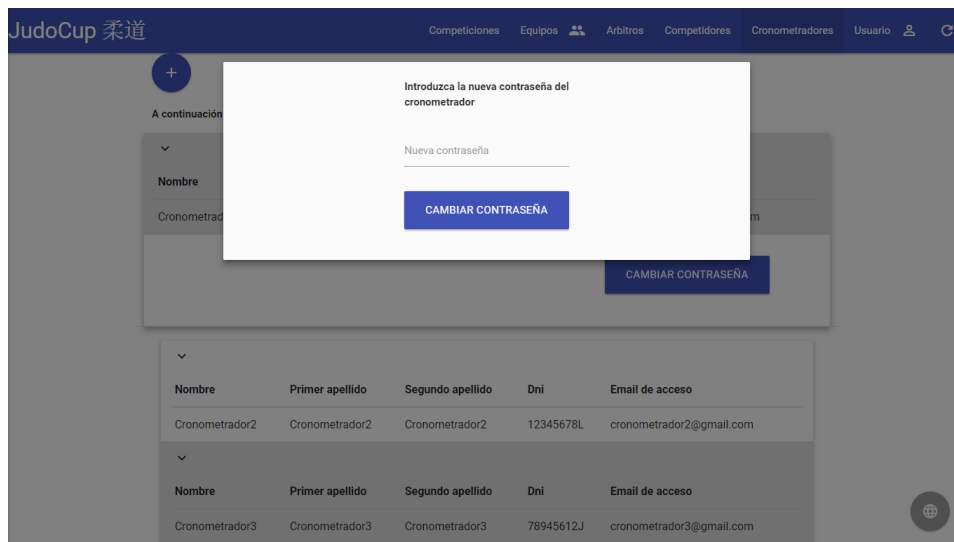 JudoCup 柔道
Competiciones Equipos Arbitros Competidores Cronometradores Usuario
Introduzca la nueva contraseña del
cronometrador
A continuación
Nueva contraseña
Nombre
CAMBIAR CONTRASEÑA
CAMBIAR CONTRASEÑA
Nombre Primer apellido Segundo apellido Dni Email de acceso
Cronometrador2 Cronometrador2 Cronometrador2 12345678L cronometrador2@gmail.com
Nombre Primer apellido Segundo apellido Dni Email de acceso
Cronometrador3 Cronometrador3 Cronometrador3 78945612J cronometrador3@gmail.com